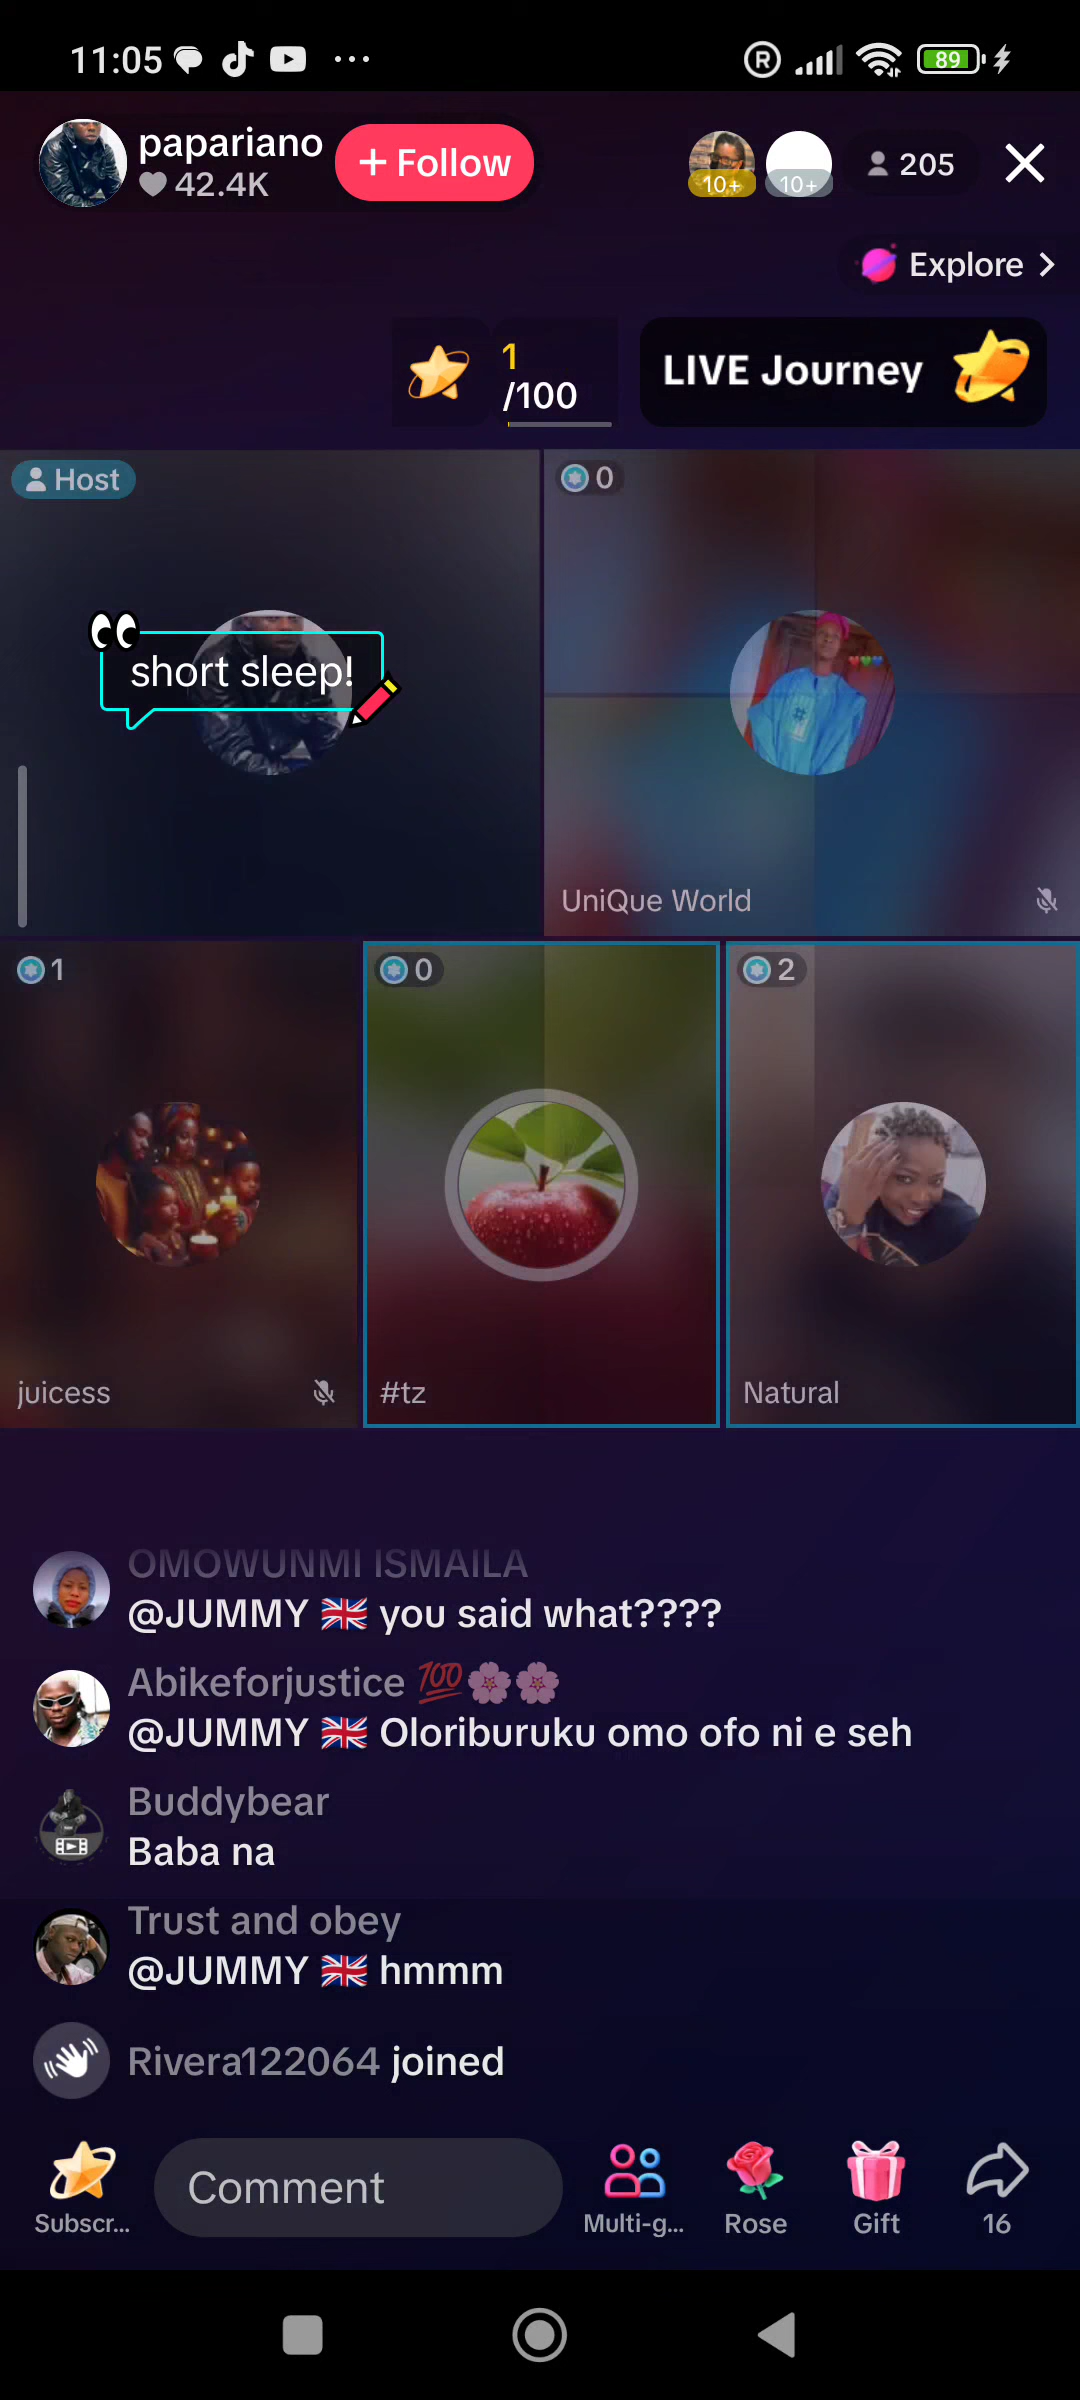 11:05
R
89
papariano
+ Follow
42.4K
10+
10+
205
Explore
1
/100
LIVE Journey
Host
0
short sleep!
UniQue World
1
0
2
juicess
#tz
Natural
OMOWUNMI ISMAILA
@JUMMY 🇬🇧 you said what????
Abikeforjustice 💯🌸🌸
@JUMMY 🇬🇧 Oloriburuku omo ofo ni e seh
Buddybear
Baba na
Trust and obey
@JUMMY 🇬🇧 hmmm
Rivera122064 joined
Comment
Subscr...
Multi-g...
Rose
Gift
16